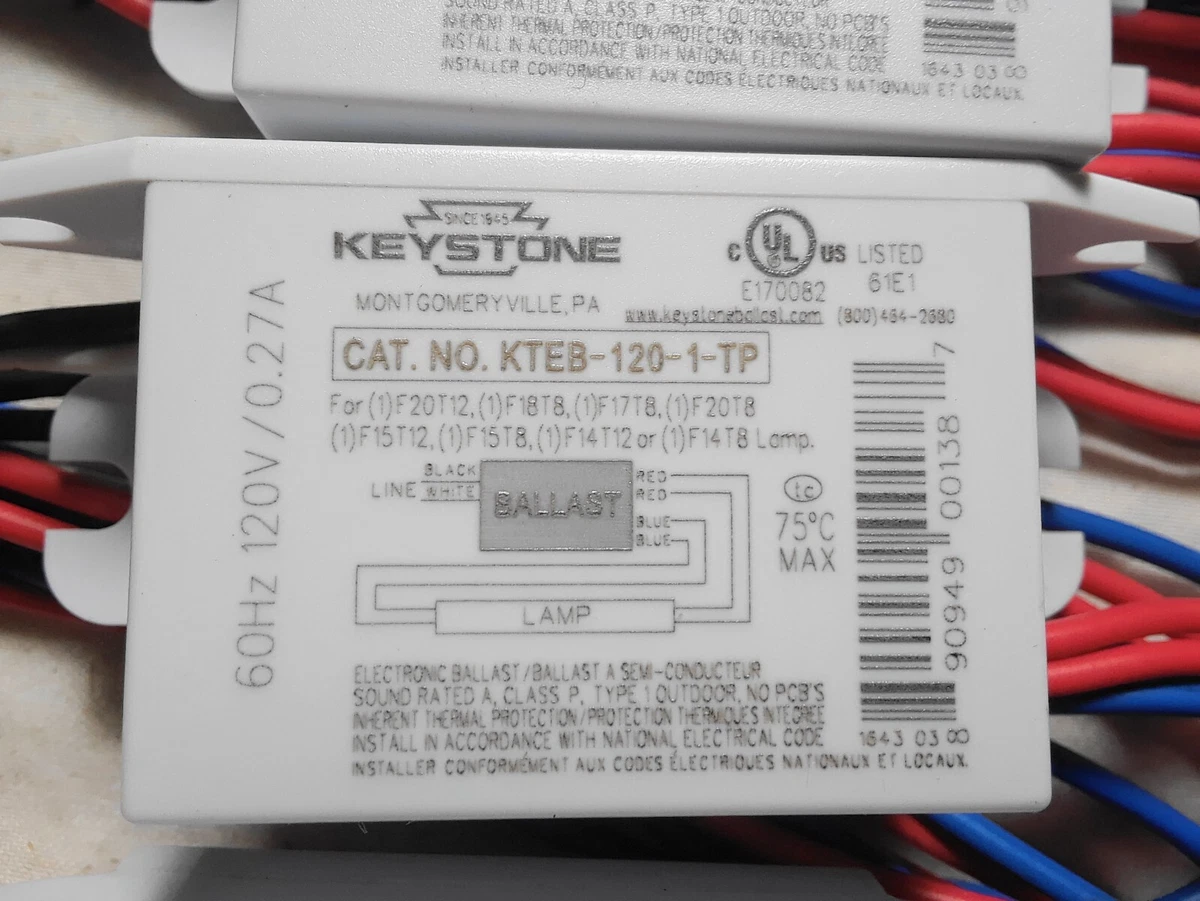 SOUND RATED A, CLASS P, TYPE 1 OUTDOOR, NO PCB'S
INHERENT THERMAL PROTECTION/PROTECTION THERMIQUES INTEGREE
INSTALL IN ACCORDANCE WITH NATIONAL ELECTRICAL CODE
INSTALLER CONFORMÉMENT AUX CODES ÉLECTRIQUES NATIONAUX ET LOCAUX.
1643 03
SINCE 1945
KEYSTONE
MONTGOMERYVILLE, PA
C UL US LISTED
E170082 61E1
www.keystoneballast.com (800)464-2680
CAT. NO. KTEB-120-1-TP
For (1)F20T12, (1)F18T8, (1)F17T8, (1)F20T8
(1)F15T12, (1)F15T8, (1)F14T12 or (1)F14T8 Lamp.
60Hz 120V/0.27A
BLACK
LINE WHITE
BALLAST
RED
RED
BLUE
BLUE
LAMP
tc
75°C
MAX
7 90949 00138 7
ELECTRONIC BALLAST/BALLAST A SEMI-CONDUCTEUR
SOUND RATED A, CLASS P, TYPE 1 OUTDOOR, NO PCB'S
INHERENT THERMAL PROTECTION/PROTECTION THERMIQUES INTEGREE
INSTALL IN ACCORDANCE WITH NATIONAL ELECTRICAL CODE
INSTALLER CONFORMÉMENT AUX CODES ÉLECTRIQUES NATIONAUX ET LOCAUX.
1643 03